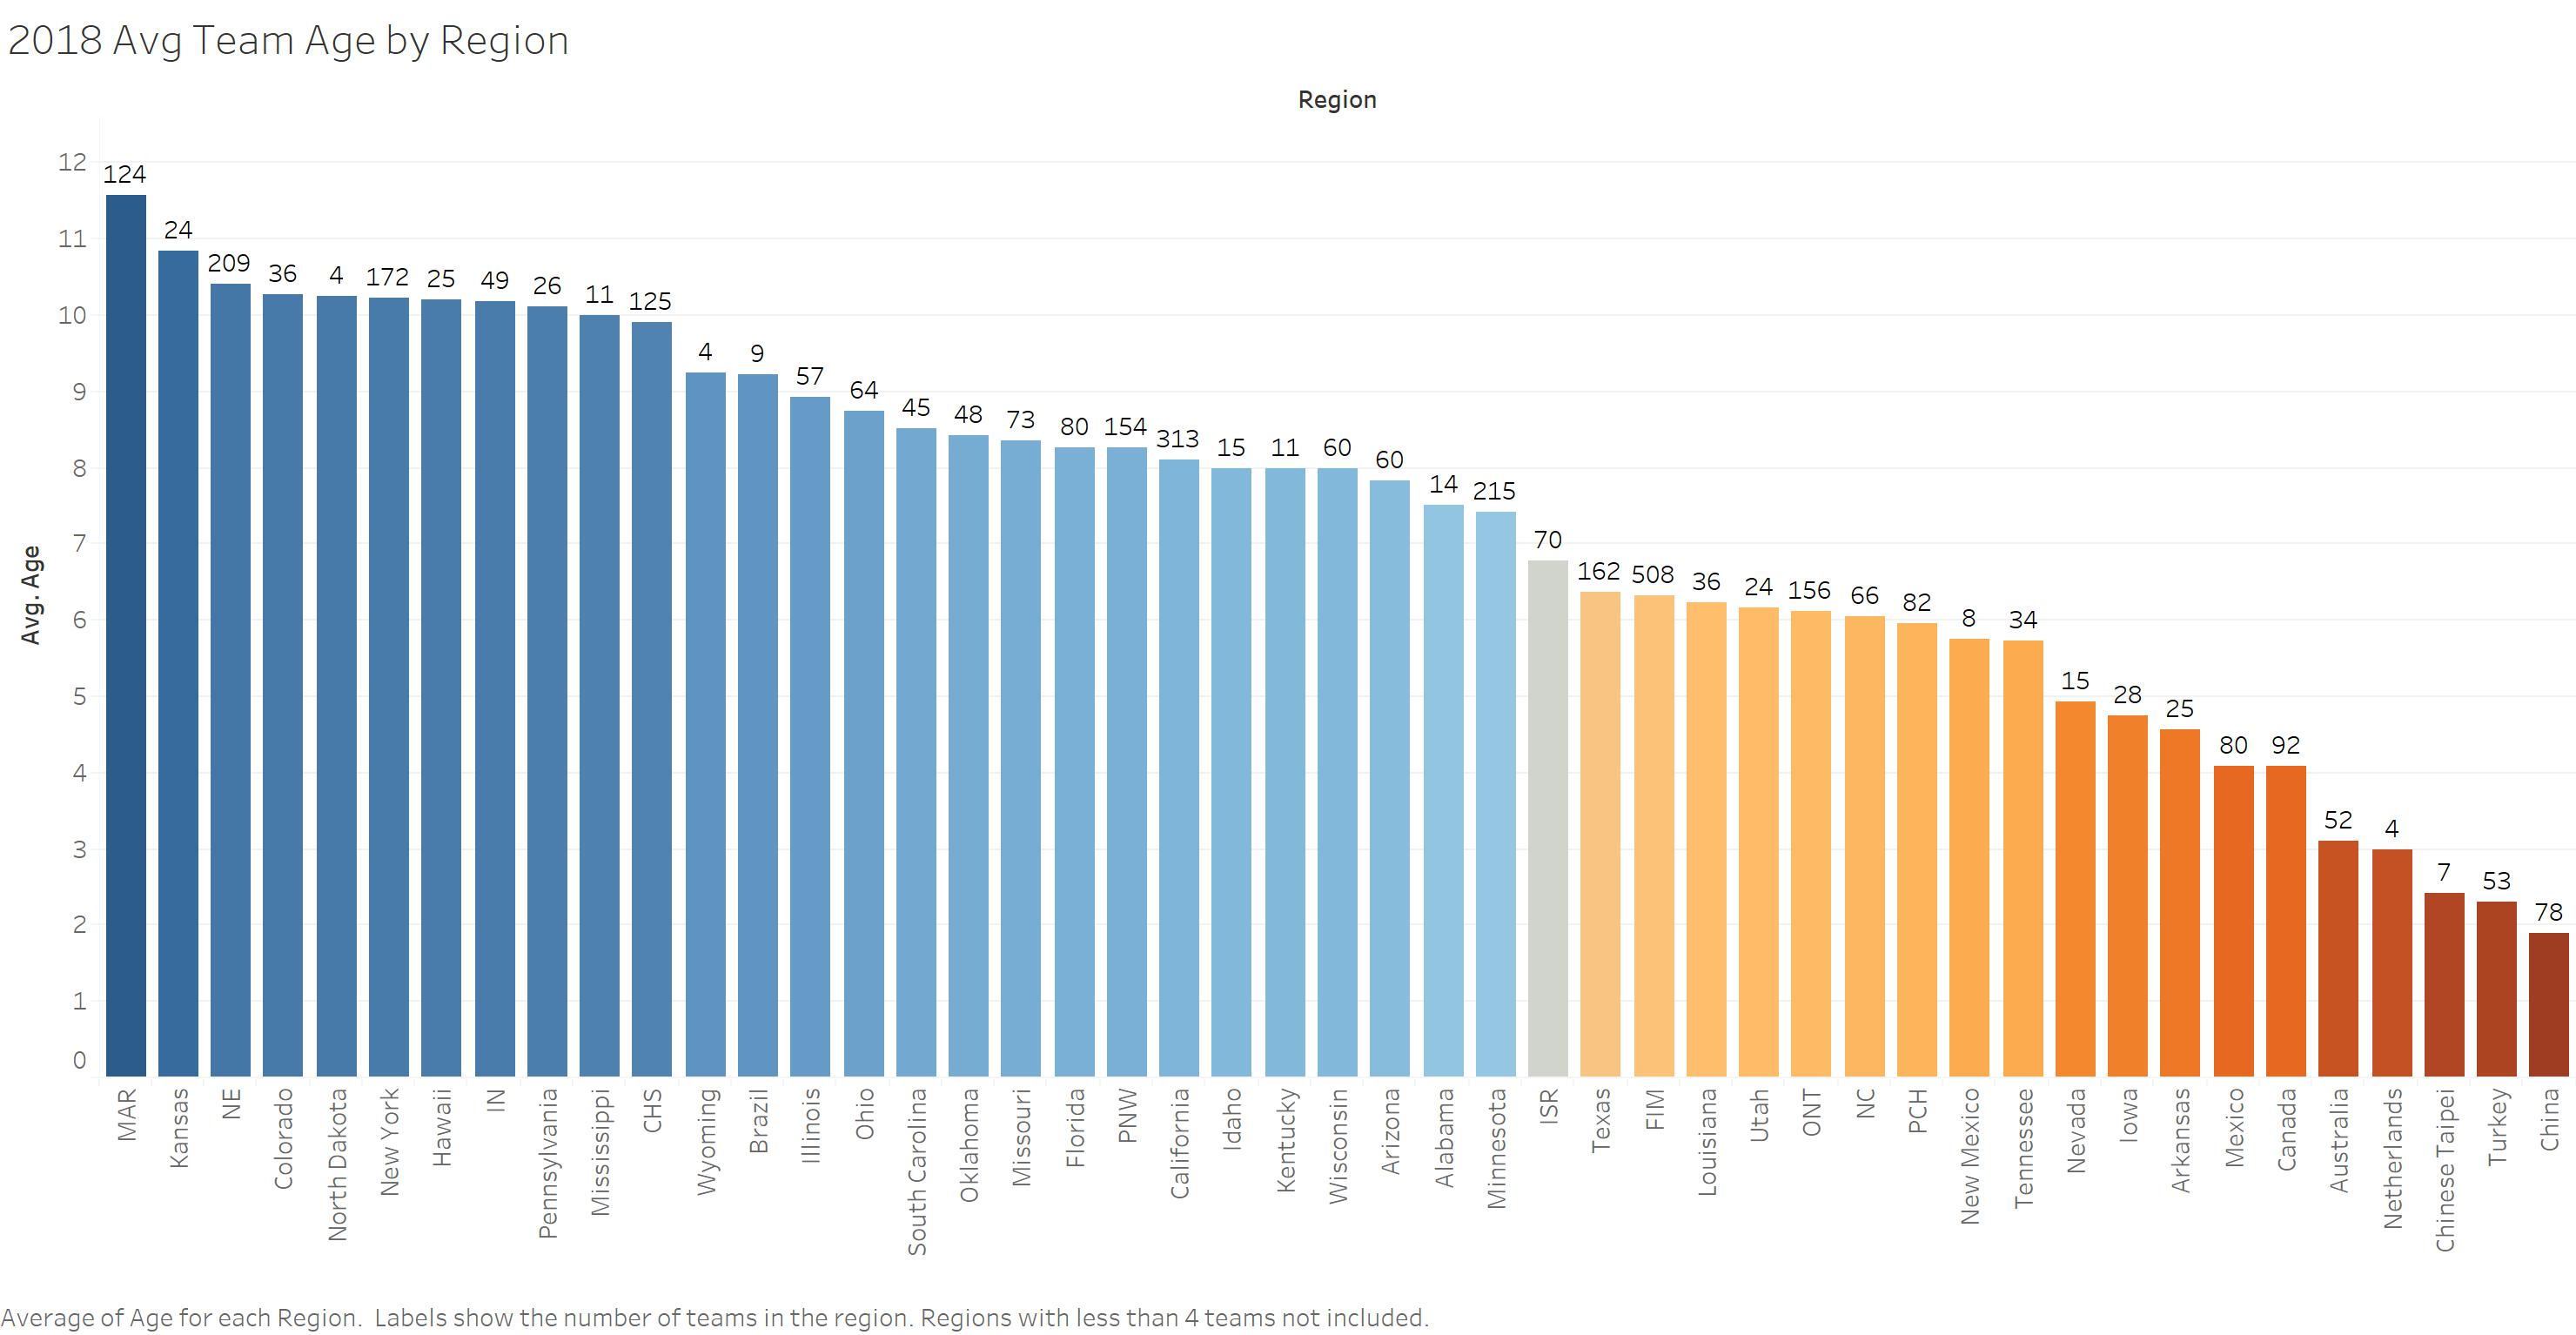 2018 Avg Team Age by Region
Region
Avg. Age
12
11
10
9
8
7
6
5
4
3
2
1
0
124
24
209
36
4
172
25
49
26
11
125
4
9
57
64
45
48
73
80
154
313
15
11
60
60
14
215
70
162
508
36
24
156
66
82
8
34
15
28
25
80
92
52
4
7
53
78
MAR
Kansas
NE
Colorado
North Dakota
New York
Hawaii
IN
Pennsylvania
Mississippi
CHS
Wyoming
Brazil
Illinois
Ohio
South Carolina
Oklahoma
Missouri
Florida
PNW
California
Idaho
Kentucky
Wisconsin
Arizona
Alabama
Minnesota
ISR
Texas
FIM
Louisiana
Utah
ONT
NC
PCH
New Mexico
Tennessee
Nevada
Iowa
Arkansas
Mexico
Canada
Australia
Netherlands
Chinese Taipei
Turkey
China
Average of Age for each Region.  Labels show the number of teams in the region. Regions with less than 4 teams not included.